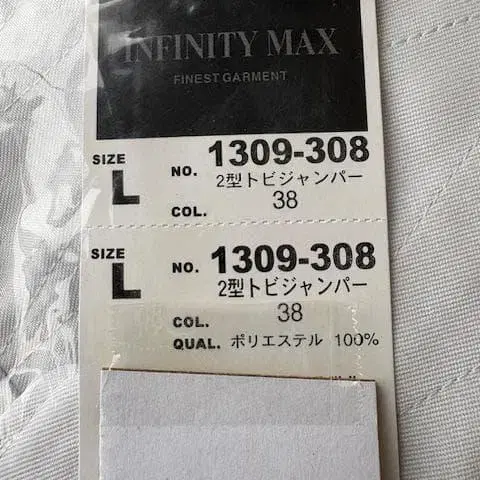 INFINITY MAX
FINEST GARMENT
SIZE L NO. 1309-308
2型トビジャンパー
COL. 38
SIZE L NO. 1309-308
2型トビジャンパー
COL. 38
QUAL. ポリエステル 100%